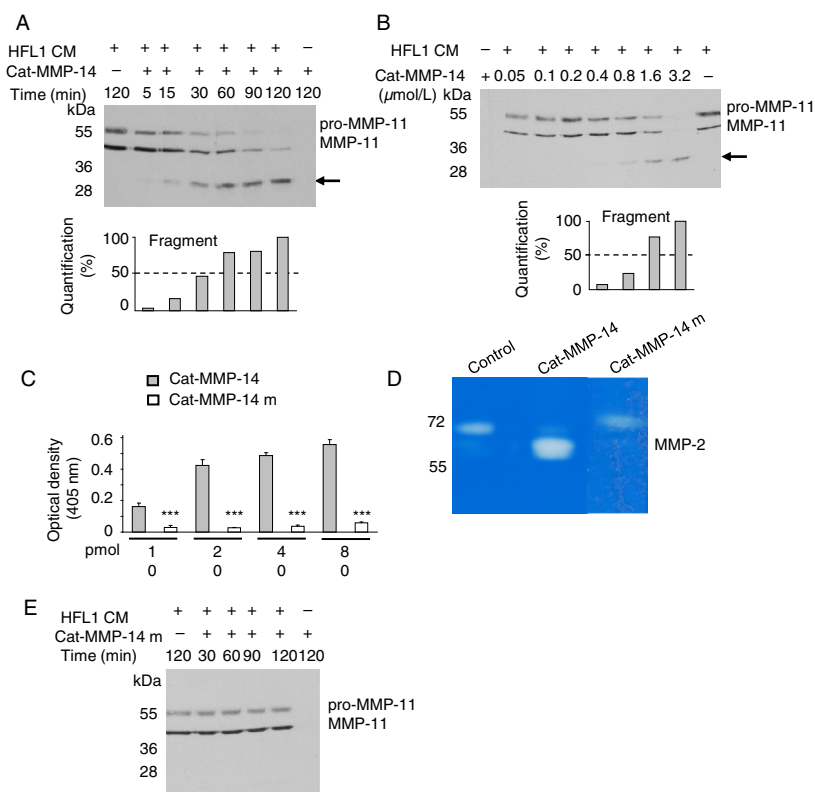 A
HFL1 CM + + + + + + + –
Cat-MMP-14 – + + + + + + +
Time (min) 120 5 15 30 60 90 120 120
kDa
55
36
28
pro-MMP-11
MMP-11
Quantification (%)
100
50
0
Fragment
B
HFL1 CM – + + + + + + + +
Cat-MMP-14 + 0.05 0.1 0.2 0.4 0.8 1.6 3.2 –
(µmol/L) kDa
55
36
28
pro-MMP-11
MMP-11
Quantification (%)
100
50
0
Fragment
C
Cat-MMP-14
Cat-MMP-14 m
Optical density (405 nm)
0.6
0.4
0.2
0
*** *** *** ***
pmol 1 2 4 8
0 0 0 0
D
Control Cat-MMP-14 Cat-MMP-14 m
72
55
MMP-2
E
HFL1 CM + + + + + –
Cat-MMP-14 m – + + + + +
Time (min) 120 30 60 90 120 120
kDa
55
36
28
pro-MMP-11
MMP-11